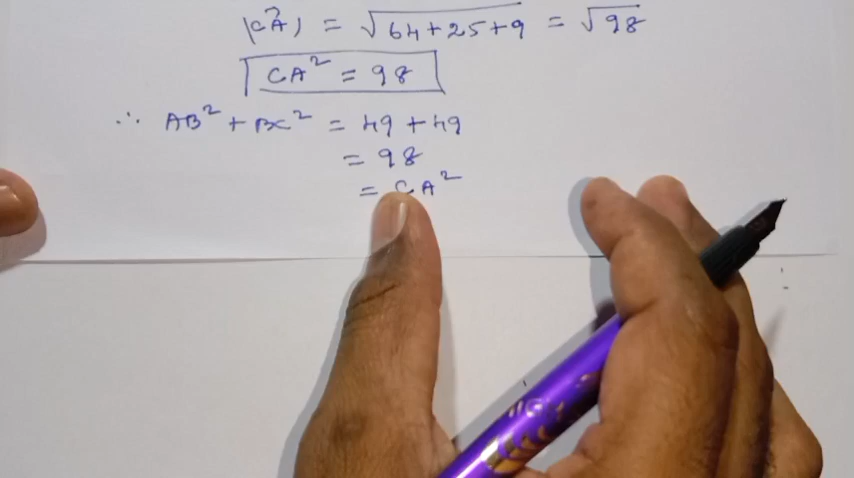 |CA⃗| = √64+25+9 = √98
CA² = 98
∴ AB² + BC² = 49 + 49
= 98
= CA²